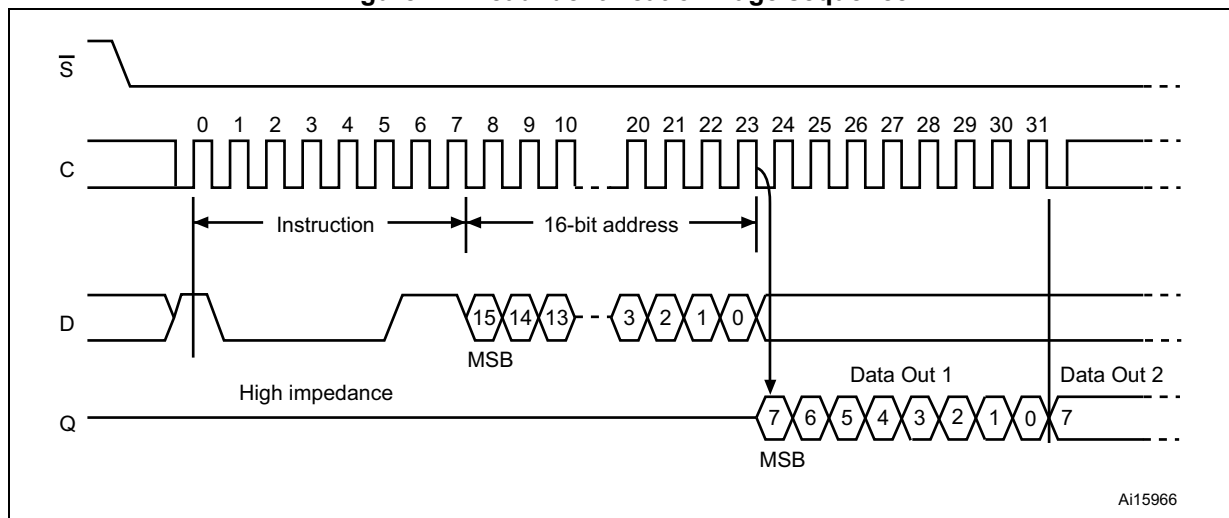 S
0 1 2 3 4 5 6 7 8 9 10 20 21 22 23 24 25 26 27 28 29 30 31
C
Instruction
16-bit address
D
15 14 13 3 2 1 0
MSB
High impedance
Data Out 1
Data Out 2
Q
7 6 5 4 3 2 1 0 7
MSB
Ai15966